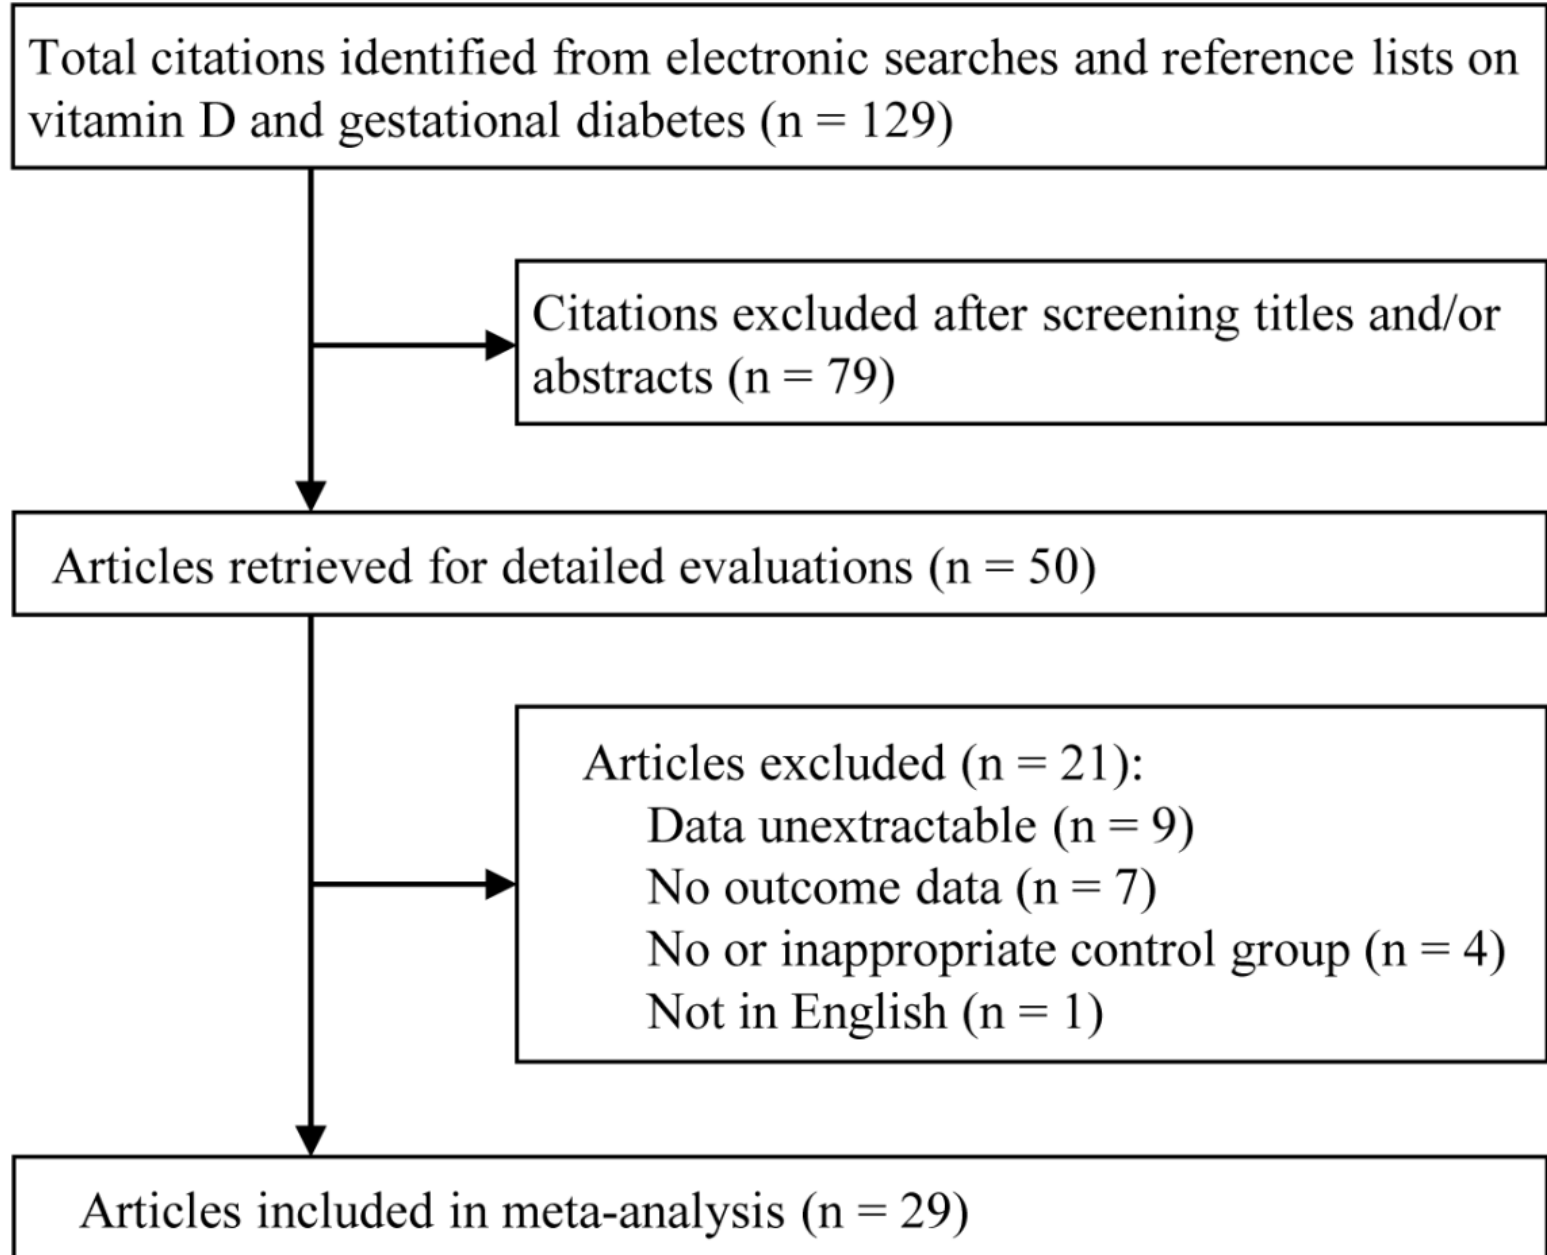 Total citations identified from electronic searches and reference lists on
vitamin D and gestational diabetes (n = 129)
Citations excluded after screening titles and/or
abstracts (n = 79)
Articles retrieved for detailed evaluations (n = 50)
Articles excluded (n = 21):
Data unextractable (n = 9)
No outcome data (n = 7)
No or inappropriate control group (n = 4)
Not in English (n = 1)
Articles included in meta-analysis (n = 29)